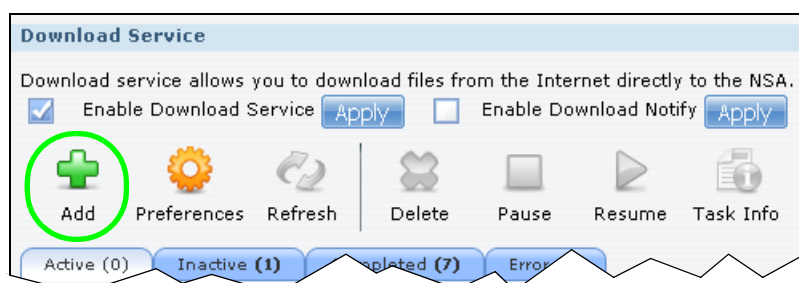 Download Service
Download service allows you to download files from the Internet directly to the NSA.
Enable Download Service Apply Enable Download Notify Apply
Add Preferences Refresh Delete Pause Resume Task Info
Active (0) Inactive (1) (7) Error